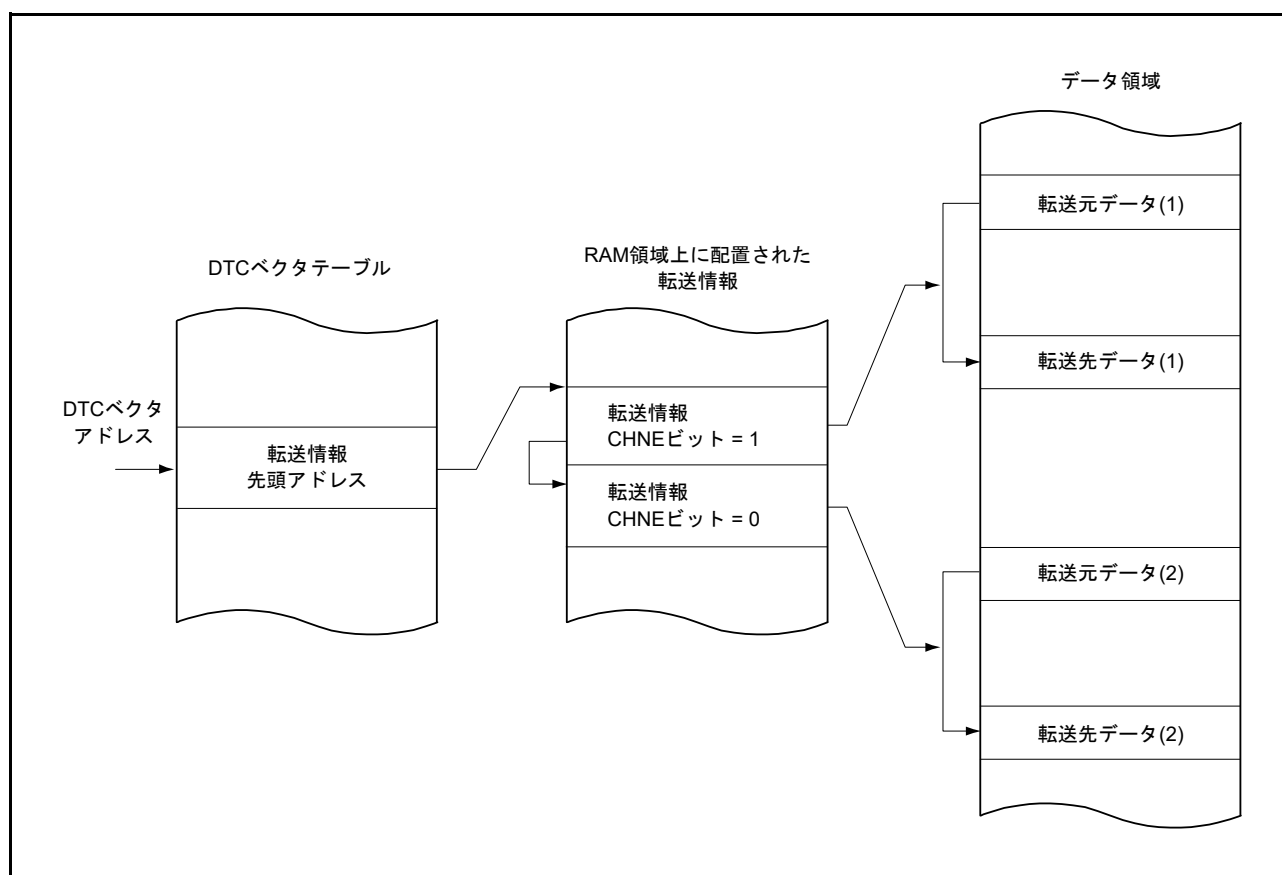 データ領域
転送元データ(1)
転送先データ(1)
転送元データ(2)
転送先データ(2)
RAM領域上に配置された
転送情報
転送情報
CHNEビット = 1
転送情報
CHNEビット = 0
DTCベクタテーブル
転送情報
先頭アドレス
DTCベクタ
アドレス